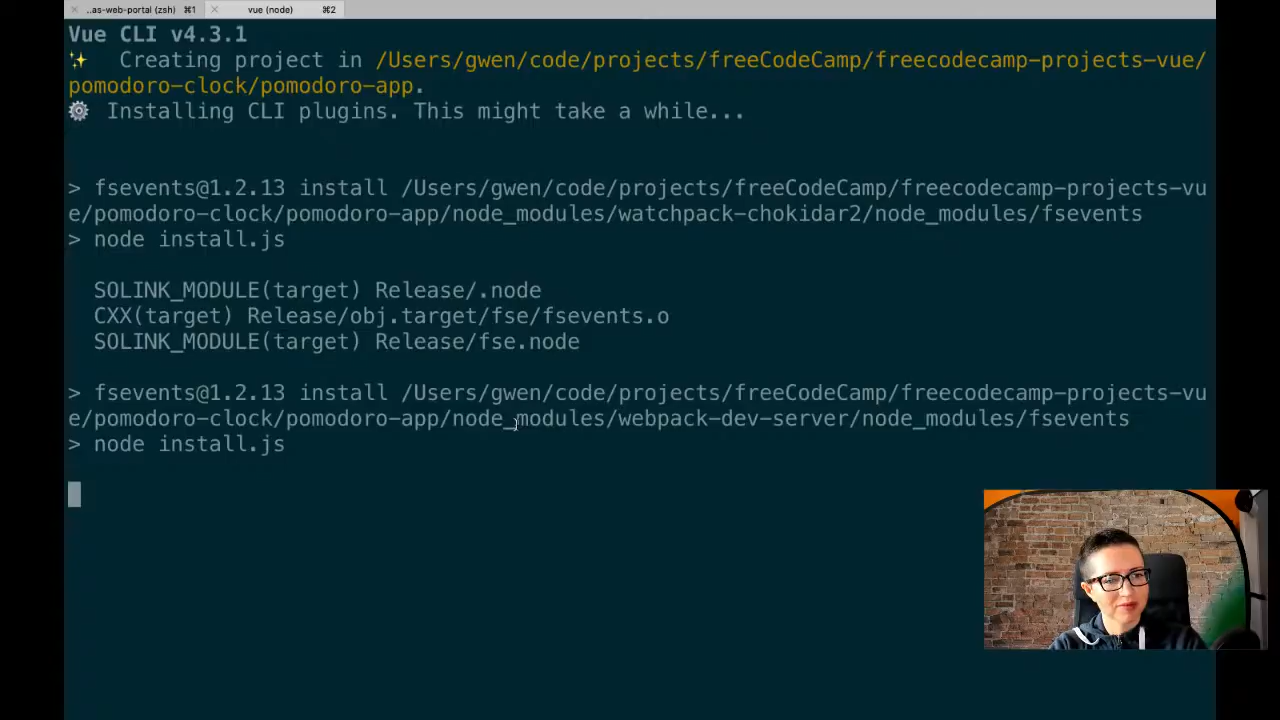 ..as-web-portal (zsh) ⌘1
vue (node) ⌘2
Vue CLI v4.3.1
✨ Creating project in /Users/gwen/code/projects/freeCodeCamp/freecodecamp-projects-vue/
pomodoro-clock/pomodoro-app.
⚙️ Installing CLI plugins. This might take a while...
> fsevents@1.2.13 install /Users/gwen/code/projects/freeCodeCamp/freecodecamp-projects-vu
e/pomodoro-clock/pomodoro-app/node_modules/watchpack-chokidar2/node_modules/fsevents
> node install.js
SOLINK_MODULE(target) Release/.node
CXX(target) Release/obj.target/fse/fsevents.o
SOLINK_MODULE(target) Release/fse.node
> fsevents@1.2.13 install /Users/gwen/code/projects/freeCodeCamp/freecodecamp-projects-vu
e/pomodoro-clock/pomodoro-app/node_modules/webpack-dev-server/node_modules/fsevents
> node install.js